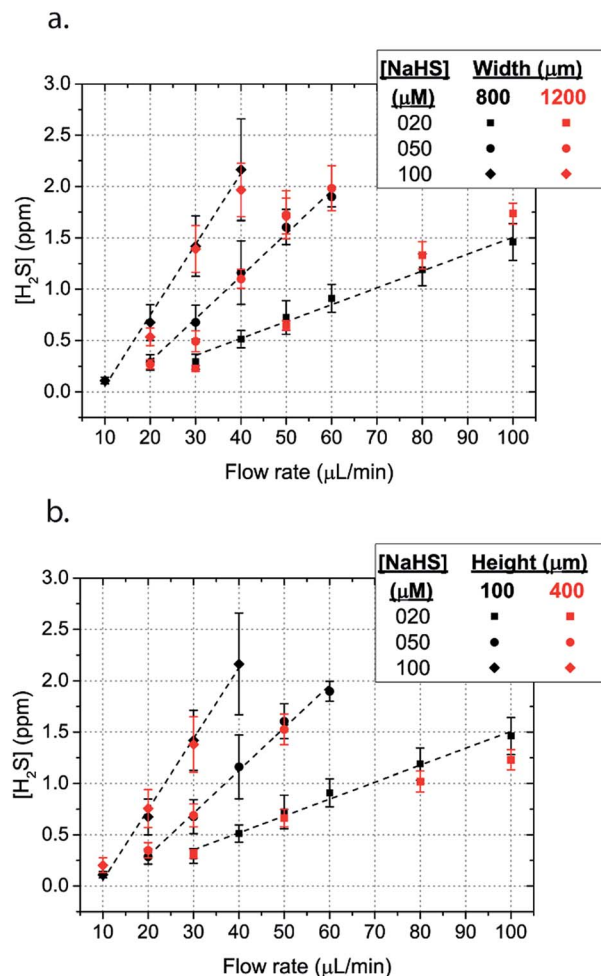 a.
[NaHS] Width (μm)
(μM) 800 1200
020
050
100
3.0
2.5
2.0
1.5
1.0
0.5
0.0
[H₂S] (ppm)
10 20 30 40 50 60 70 80 90 100
Flow rate (μL/min)
b.
[NaHS] Height (μm)
(μM) 100 400
020
050
100
3.0
2.5
2.0
1.5
1.0
0.5
0.0
[H₂S] (ppm)
10 20 30 40 50 60 70 80 90 100
Flow rate (μL/min)